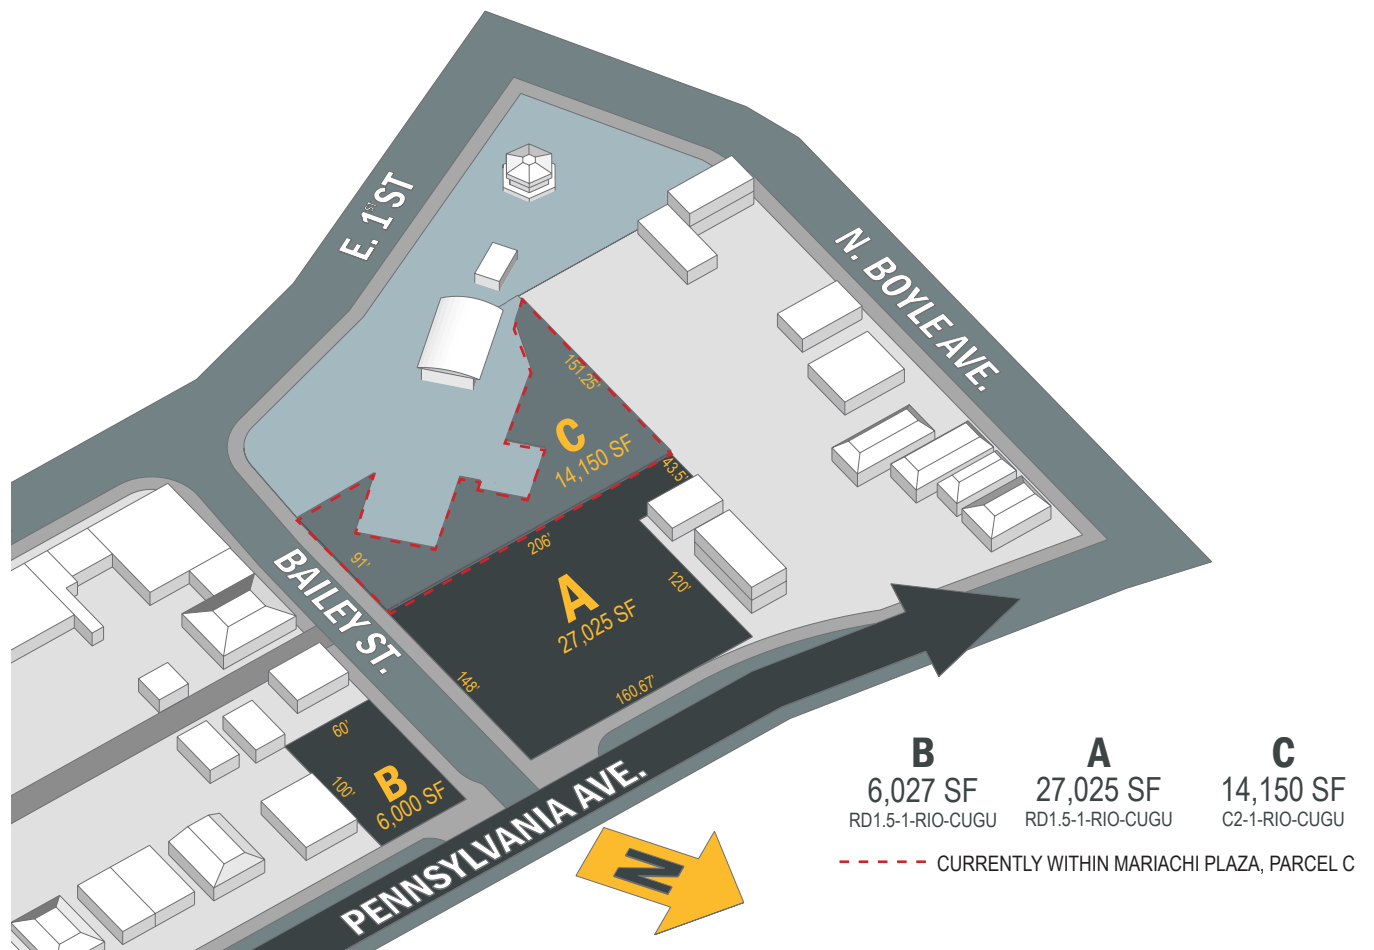 E. 1ST ST
N. BOYLE AVE.
151.25'
C
14,150 SF
43.5'
91'
206'
BAILEY ST.
A
27,025 SF
120'
148'
160.67'
60'
100'
B
6,000 SF
PENNSYLVANIA AVE.
N
B
6,027 SF
RD1.5-1-RIO-CUGU
A
27,025 SF
RD1.5-1-RIO-CUGU
C
14,150 SF
C2-1-RIO-CUGU
CURRENTLY WITHIN MARIACHI PLAZA, PARCEL C